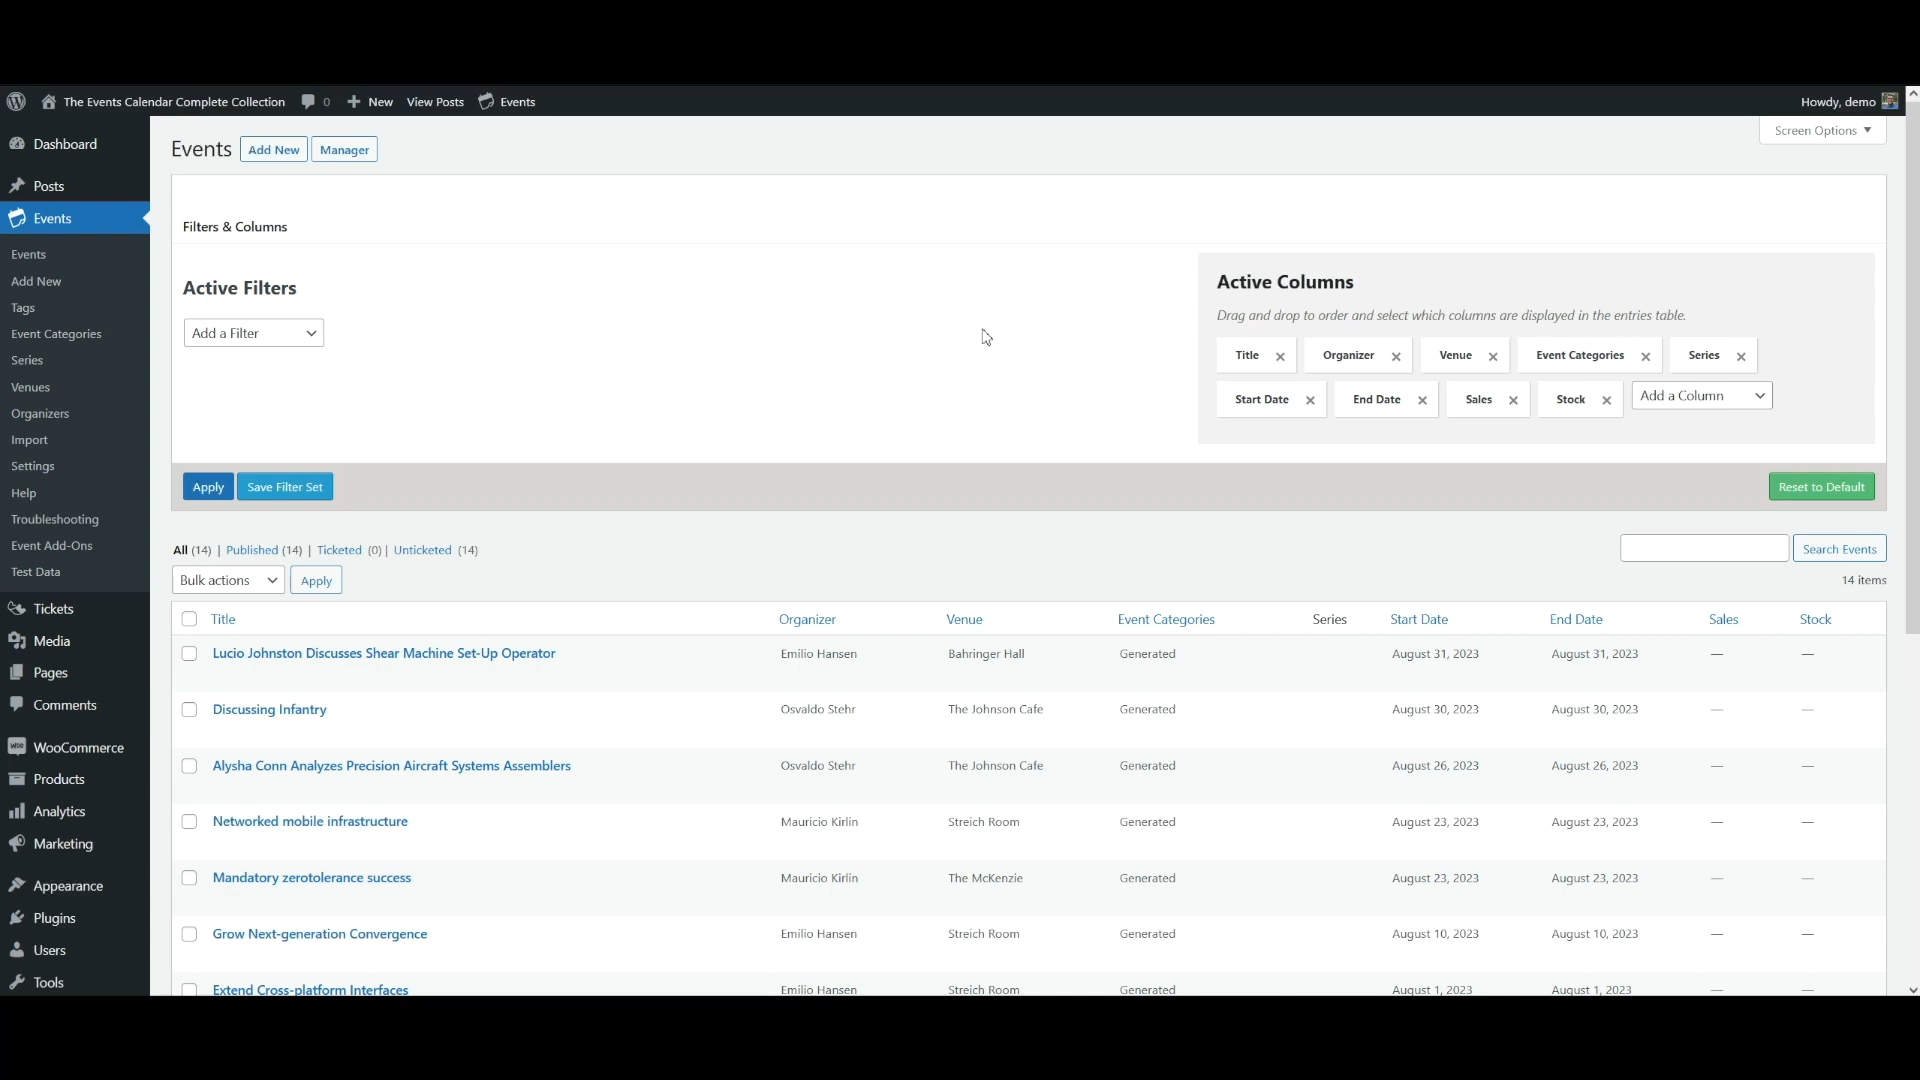 The Events Calendar Complete Collection 0 New View Posts Events Howdy, demo
Screen Options
Dashboard
Posts
Events
Events
Add New
Tags
Event Categories
Series
Venues
Organizers
Import
Settings
Help
Troubleshooting
Event Add-Ons
Test Data
Tickets
Media
Pages
Comments
WooCommerce
Products
Analytics
Marketing
Appearance
Plugins
Users
Tools
Events Add New Manager
Filters & Columns
Active Filters
Add a Filter
Active Columns
Drag and drop to order and select which columns are displayed in the entries table.
Title Organizer Venue Event Categories Series
Start Date End Date Sales Stock Add a Column
Apply Save Filter Set Reset to Default
All (14) | Published (14) | Ticketed (0) | Unticketed (14)
Search Events
Bulk actions Apply 14 items
Title Organizer Venue Event Categories Series Start Date End Date Sales Stock
Lucio Johnston Discusses Shear Machine Set-Up Operator Emilio Hansen Bahringer Hall Generated August 31, 2023 August 31, 2023 — —
Discussing Infantry Osvaldo Stehr The Johnson Cafe Generated August 30, 2023 August 30, 2023 — —
Alysha Conn Analyzes Precision Aircraft Systems Assemblers Osvaldo Stehr The Johnson Cafe Generated August 26, 2023 August 26, 2023 — —
Networked mobile infrastructure Mauricio Kirlin Streich Room Generated August 23, 2023 August 23, 2023 — —
Mandatory zerotolerance success Mauricio Kirlin The McKenzie Generated August 23, 2023 August 23, 2023 — —
Grow Next-generation Convergence Emilio Hansen Streich Room Generated August 10, 2023 August 10, 2023 — —
Extend Cross-platform Interfaces Emilio Hansen Streich Room Generated August 1, 2023 August 1, 2023 — —